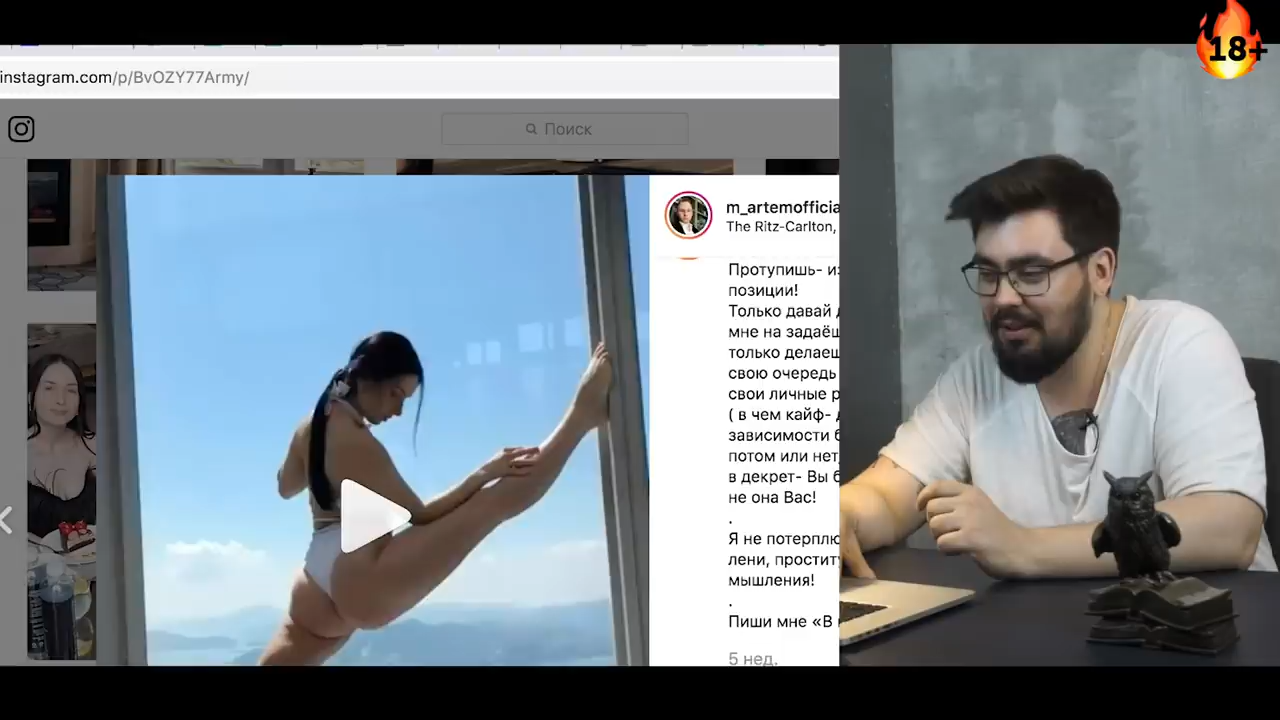 18+
instagram.com/p/BvOZY77Army/
Поиск
m_artemofficia
The Ritz-Carlton,
Протупишь- из
позиции!
Только давай д
мне на задаёш
только делаеш
свою очередь
свои личные р
( в чем кайф- д
зависимости б
потом или нет,
в декрет- Вы б
не она Вас!
.
Я не потерплю
лени, простит
мышления!
.
Пиши мне «В
5 нед.